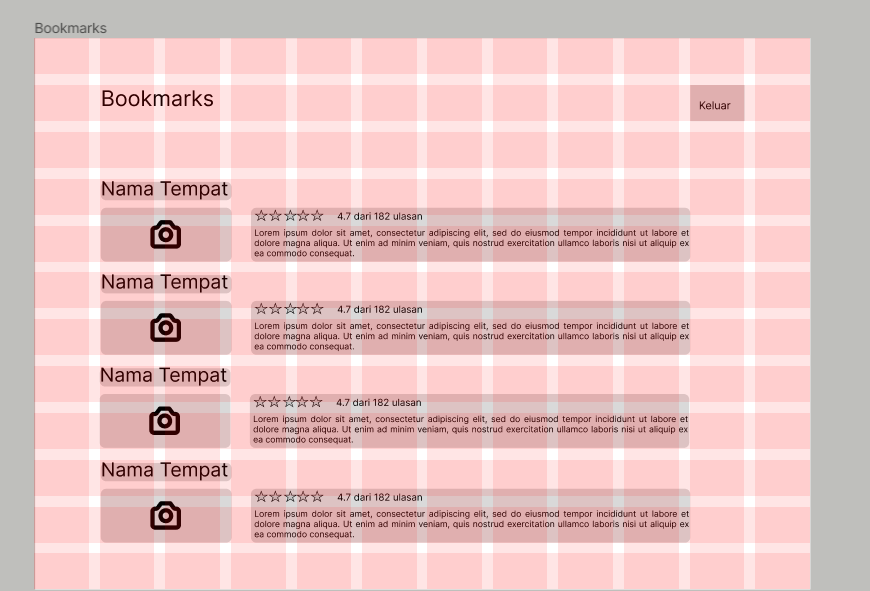 Bookmarks
Bookmarks
Keluar
Nama Tempat
4.7 dari 182 ulasan
Lorem ipsum dolor sit amet, consectetur adipiscing elit, sed do eiusmod tempor incididunt ut labore et
dolore magna aliqua. Ut enim ad minim veniam, quis nostrud exercitation ullamco laboris nisi ut aliquip ex
ea commodo consequat.
Nama Tempat
4.7 dari 182 ulasan
Lorem ipsum dolor sit amet, consectetur adipiscing elit, sed do eiusmod tempor incididunt ut labore et
dolore magna aliqua. Ut enim ad minim veniam, quis nostrud exercitation ullamco laboris nisi ut aliquip ex
ea commodo consequat.
Nama Tempat
4.7 dari 182 ulasan
Lorem ipsum dolor sit amet, consectetur adipiscing elit, sed do eiusmod tempor incididunt ut labore et
dolore magna aliqua. Ut enim ad minim veniam, quis nostrud exercitation ullamco laboris nisi ut aliquip ex
ea commodo consequat.
Nama Tempat
4.7 dari 182 ulasan
Lorem ipsum dolor sit amet, consectetur adipiscing elit, sed do eiusmod tempor incididunt ut labore et
dolore magna aliqua. Ut enim ad minim veniam, quis nostrud exercitation ullamco laboris nisi ut aliquip ex
ea commodo consequat.